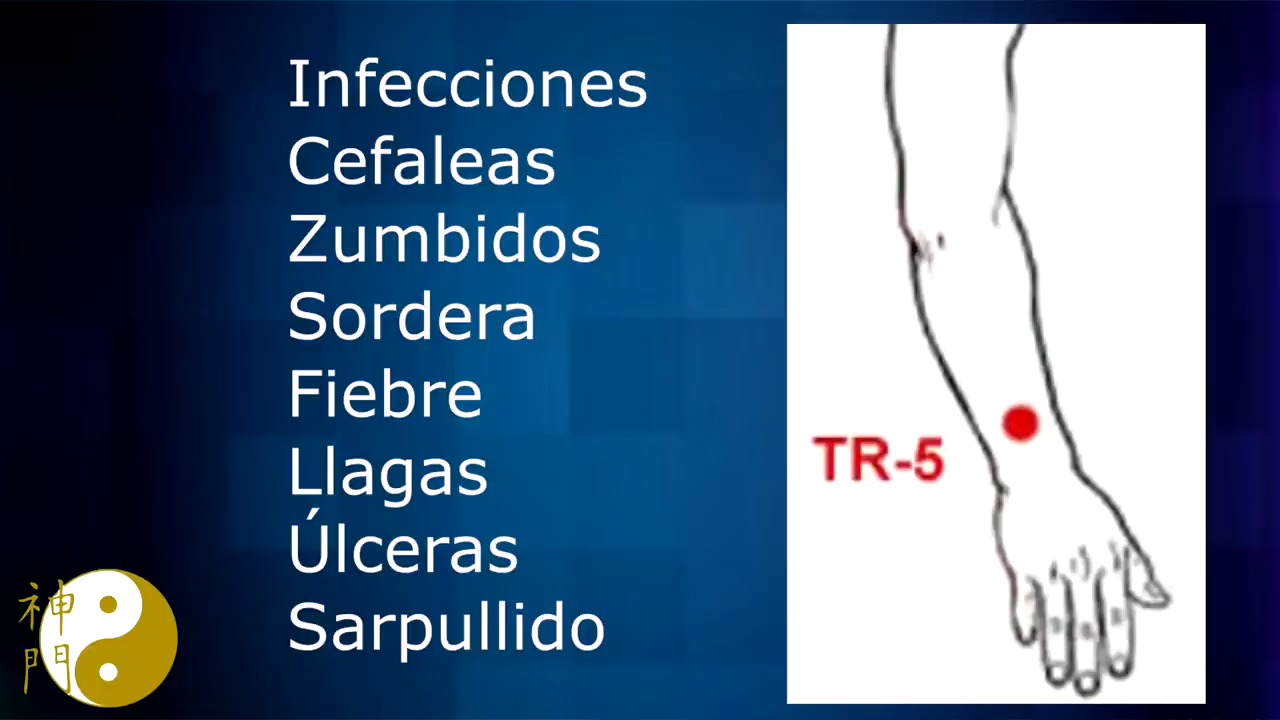 Infecciones
Cefaleas
Zumbidos
Sordera
Fiebre
Llagas
Úlceras
Sarpullido
TR-5
神
門